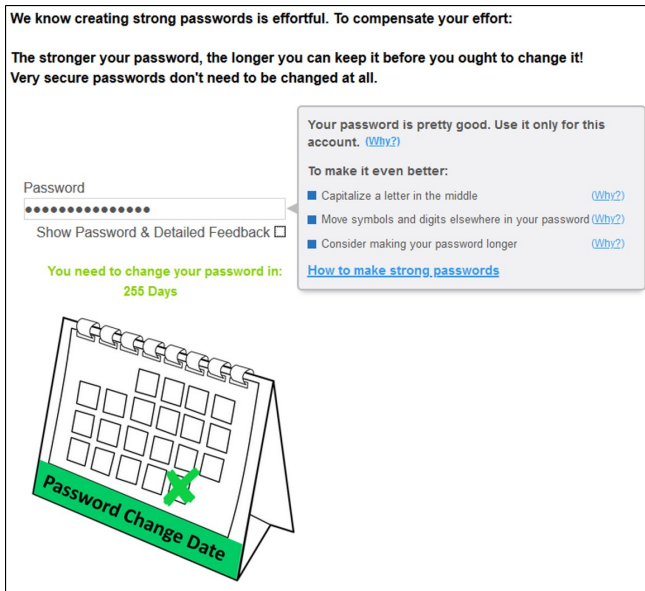 We know creating strong passwords is effortful. To compensate your effort:
The stronger your password, the longer you can keep it before you ought to change it!
Very secure passwords don't need to be changed at all.
Your password is pretty good. Use it only for this
account. (Why?)
To make it even better:
Capitalize a letter in the middle (Why?)
Move symbols and digits elsewhere in your password (Why?)
Consider making your password longer (Why?)
How to make strong passwords
Password
●●●●●●●●●●●●●●●
Show Password & Detailed Feedback
You need to change your password in:
255 Days
Password Change Date